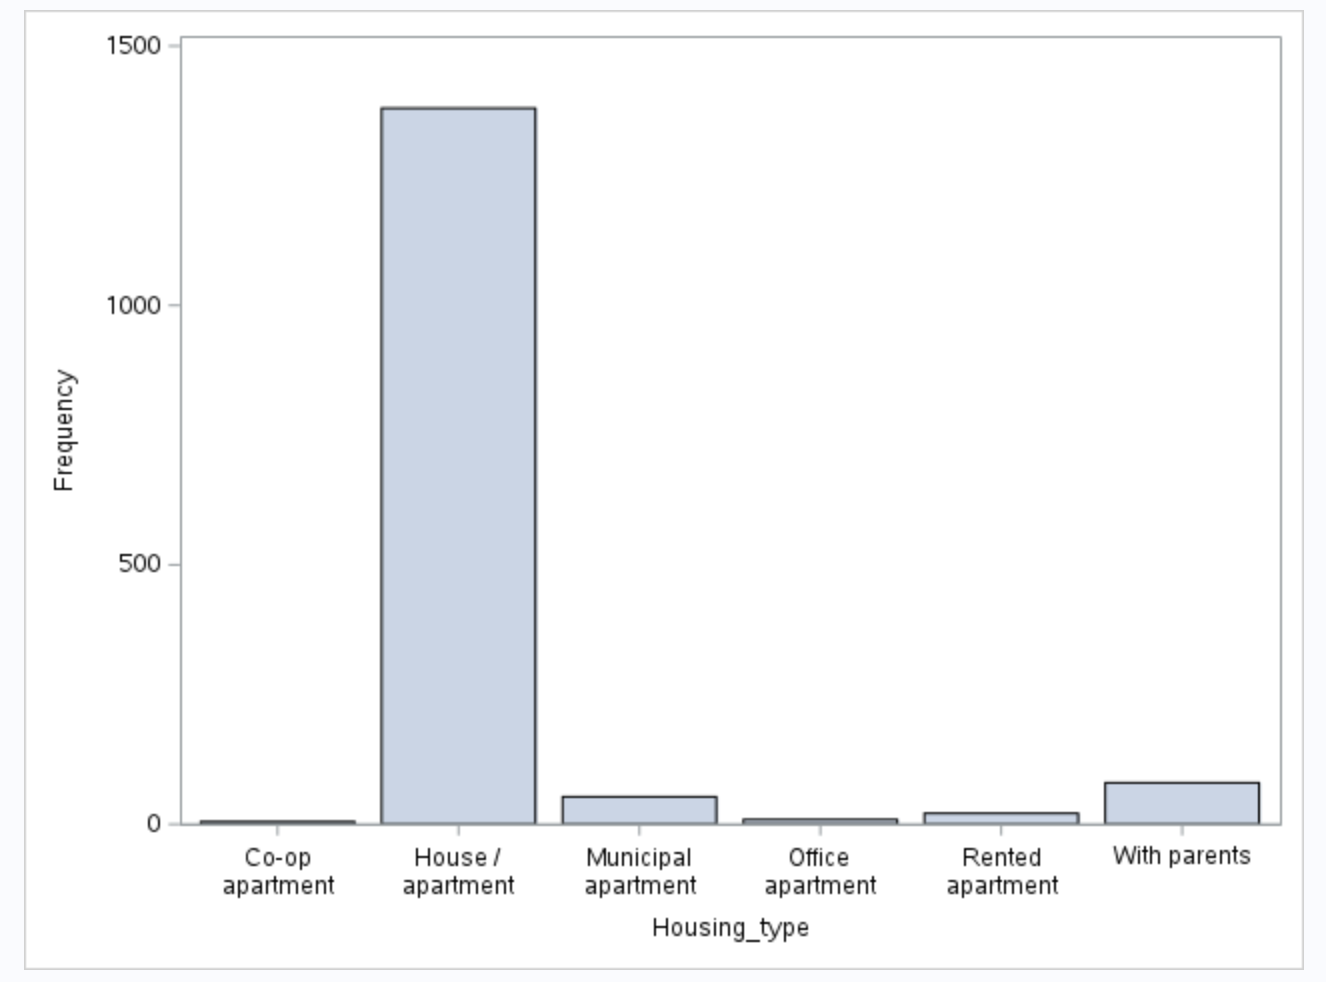 1500
1000
500
0
Frequency
Co-op
apartment
House /
apartment
Municipal
apartment
Office
apartment
Rented
apartment
With parents
Housing_type